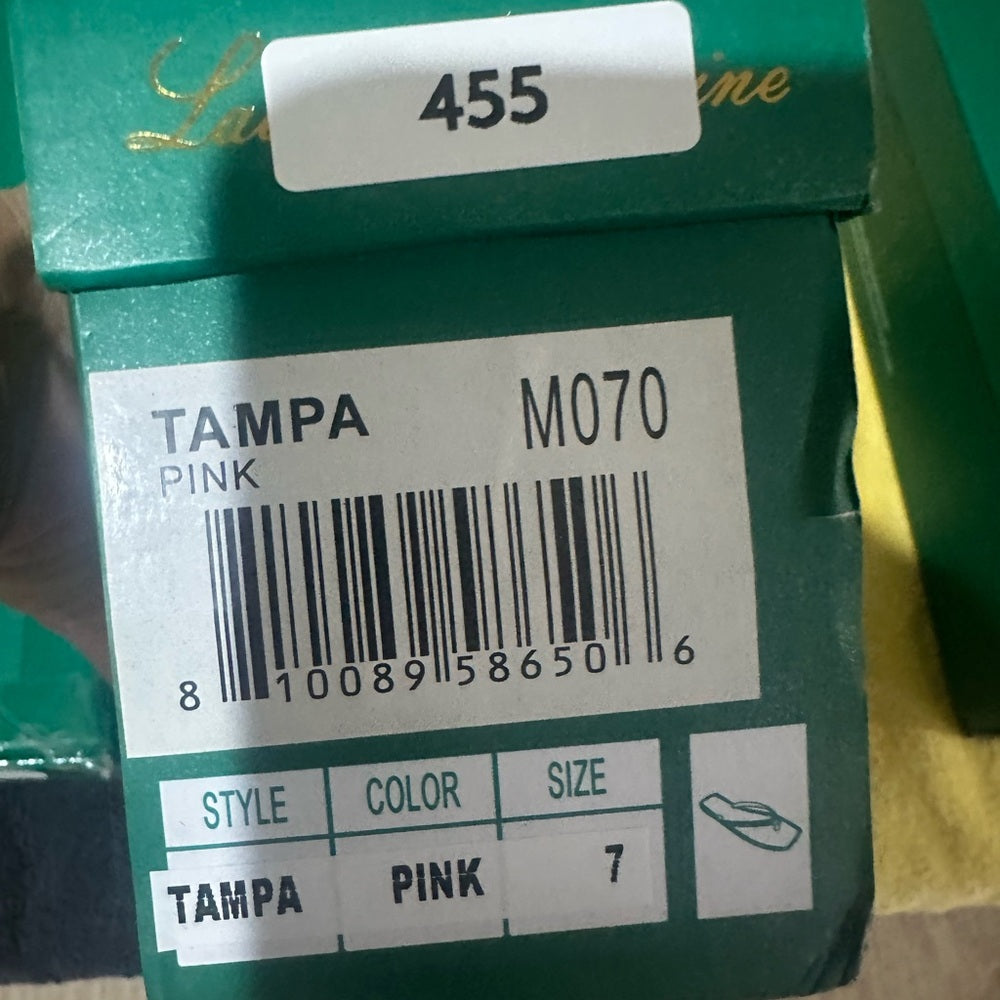 455
TAMPA M070
PINK
8 10089 58650 6
STYLE COLOR SIZE
TAMPA PINK 7